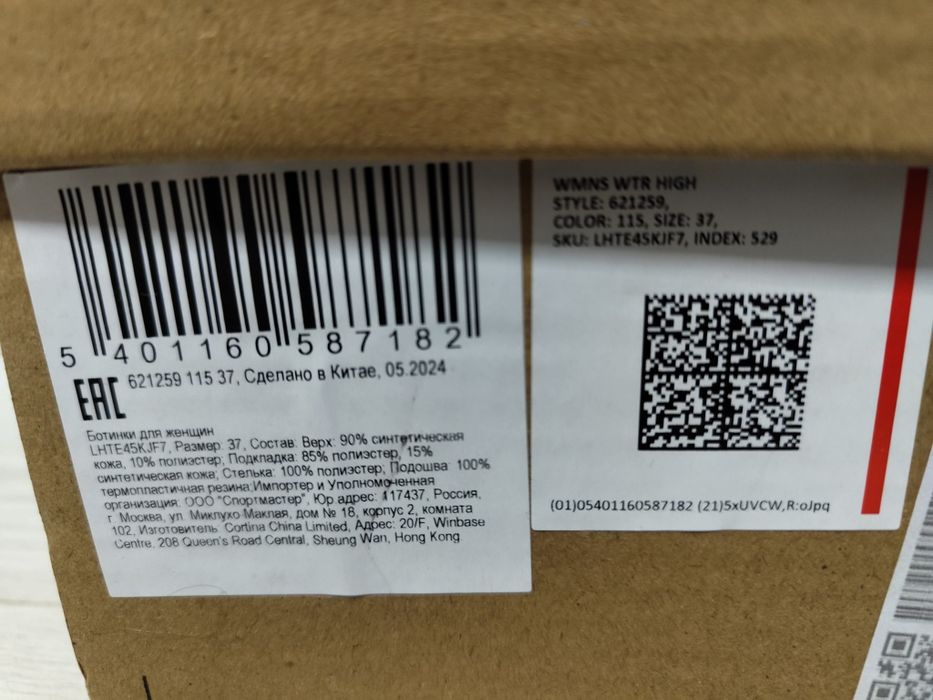 5 401160 587182
EAC 621259 115 37, Сделано в Китае, 05.2024
Ботинки для женщин
LHTE45KJF7, Размер: 37, Состав: Верх: 90% синтетическая
кожа, 10% полиэстер; Подкладка: 85% полиэстер, 15%
синтетическая кожа; Стелька: 100% полиэстер; Подошва: 100%
термопластичная резина;Импортер и Уполномоченная
организация: ООО "Спортмастер", Юр адрес: 117437, Россия,
г. Москва, ул. Миклухо-Маклая, дом № 18, корпус 2, комната
102, Изготовитель: Cortina China Limited, Адрес: 20/F, Winbase
Centre, 208 Queen's Road Central, Sheung Wan, Hong Kong
WMNS WTR HIGH
STYLE: 621259,
COLOR: 115, SIZE: 37,
SKU: LHTE45KJF7, INDEX: 529
(01)05401160587182 (21)5xUVCW,R:oJpq